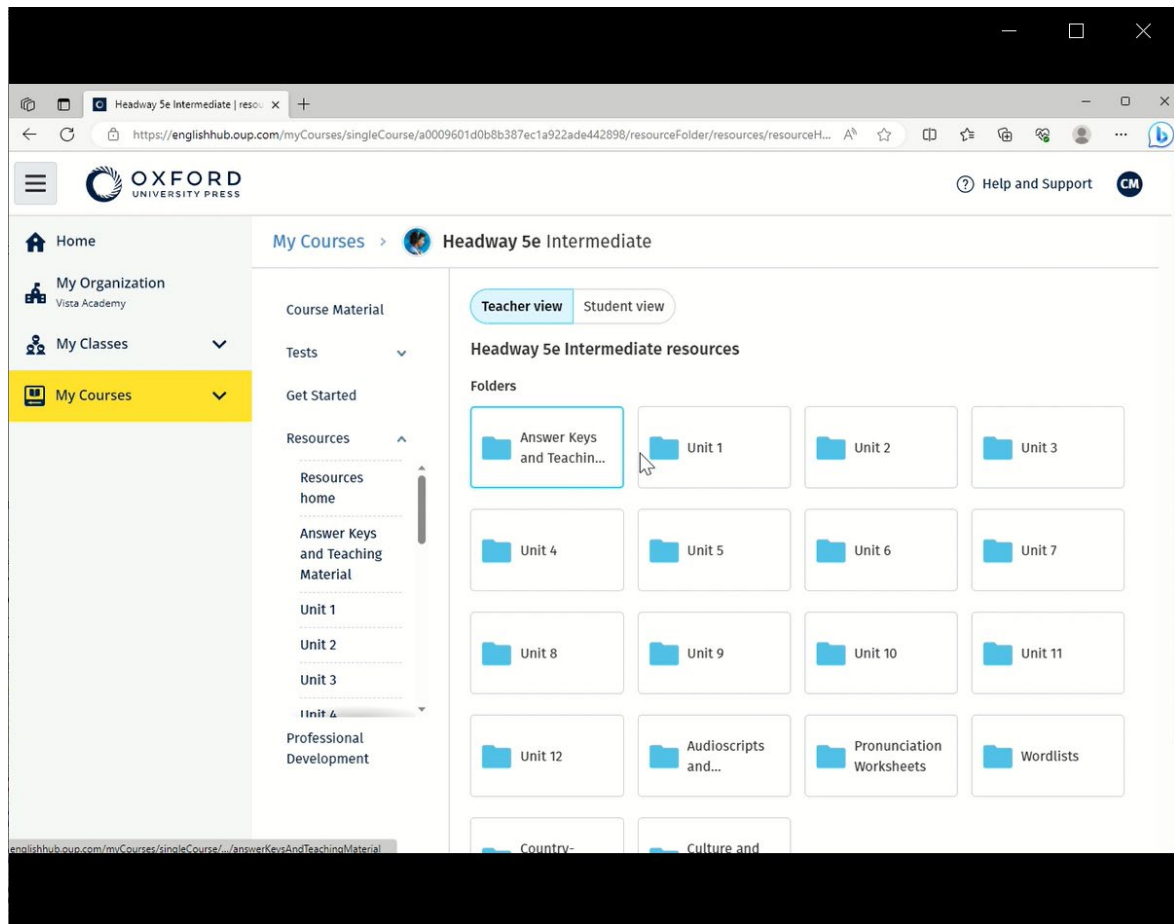 Headway 5e Intermediate | resou
https://englishhub.oup.com/myCourses/singleCourse/a0009601d0b8b387ec1a922ade442898/resourceFolder/resources/resourceH...
OXFORD
UNIVERSITY PRESS
Help and Support
CM
Home
My Organization
Vista Academy
My Classes
My Courses
My Courses > Headway 5e Intermediate
Course Material
Tests
Get Started
Resources
Resources
home
Answer Keys
and Teaching
Material
Unit 1
Unit 2
Unit 3
Unit 4
Professional
Development
Teacher view
Student view
Headway 5e Intermediate resources
Folders
Answer Keys
and Teachin...
Unit 1
Unit 2
Unit 3
Unit 4
Unit 5
Unit 6
Unit 7
Unit 8
Unit 9
Unit 10
Unit 11
Unit 12
Audioscripts
and...
Pronunciation
Worksheets
Wordlists
Country-
Culture and
englishhub.oup.com/myCourses/singleCourse/.../answerKeysAndTeachingMaterial